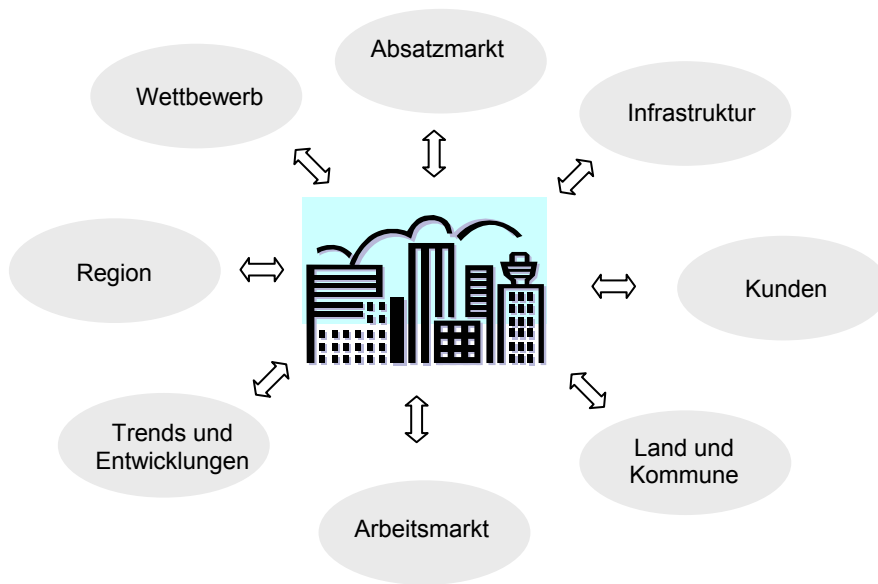 Absatzmarkt
Wettbewerb
Infrastruktur
Region
Kunden
Trends und
Entwicklungen
Land und
Kommune
Arbeitsmarkt